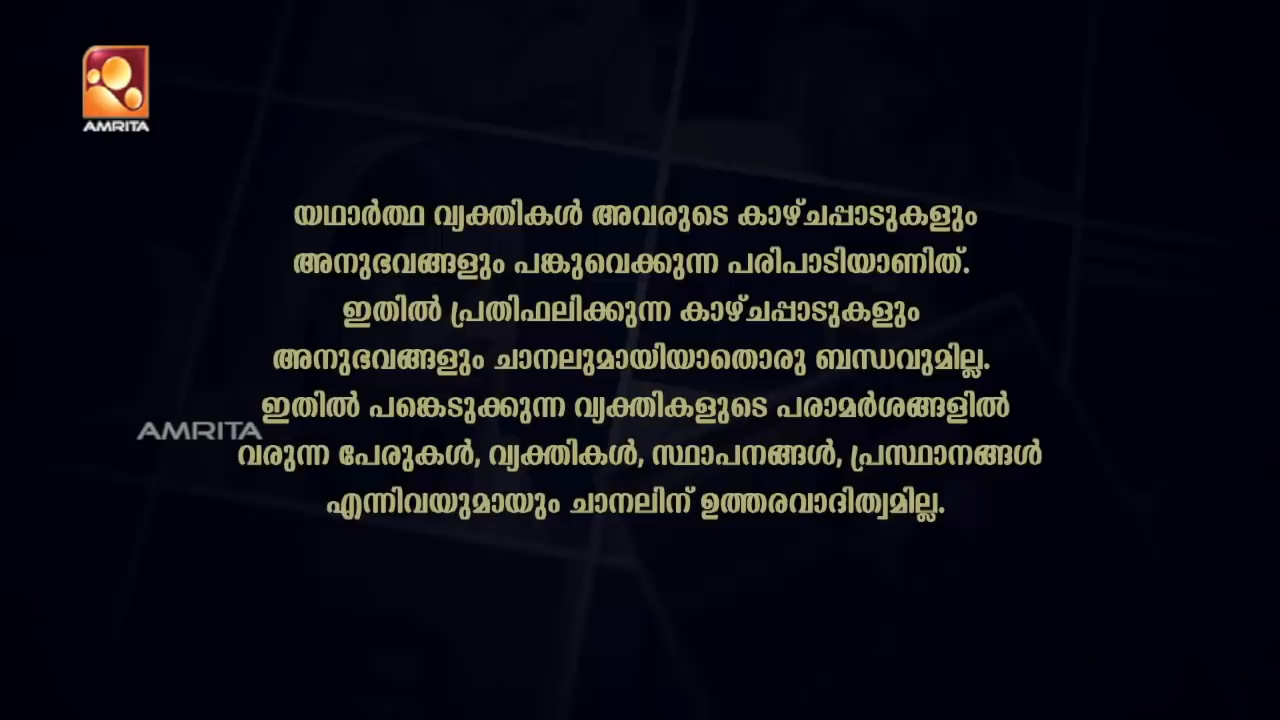 AMRITA
യഥാർത്ഥ വ്യക്തികൾ അവരുടെ കാഴ്ചപ്പാടുകളും
അനുഭവങ്ങളും പങ്കുവെക്കുന്ന പരിപാടിയാണിത്.
ഇതിൽ പ്രതിഫലിക്കുന്ന കാഴ്ചപ്പാടുകളും
അനുഭവങ്ങളും ചാനലുമായിയാതൊരു ബന്ധവുമില്ല.
ഇതിൽ പങ്കെടുക്കുന്ന വ്യക്തികളുടെ പരാമർശങ്ങളിൽ
AMRITA
വരുന്ന പേരുകൾ, വ്യക്തികൾ, സ്ഥാപനങ്ങൾ, പ്രസ്ഥാനങ്ങൾ
എന്നിവയുമായും ചാനലിന് ഉത്തരവാദിത്വമില്ല.